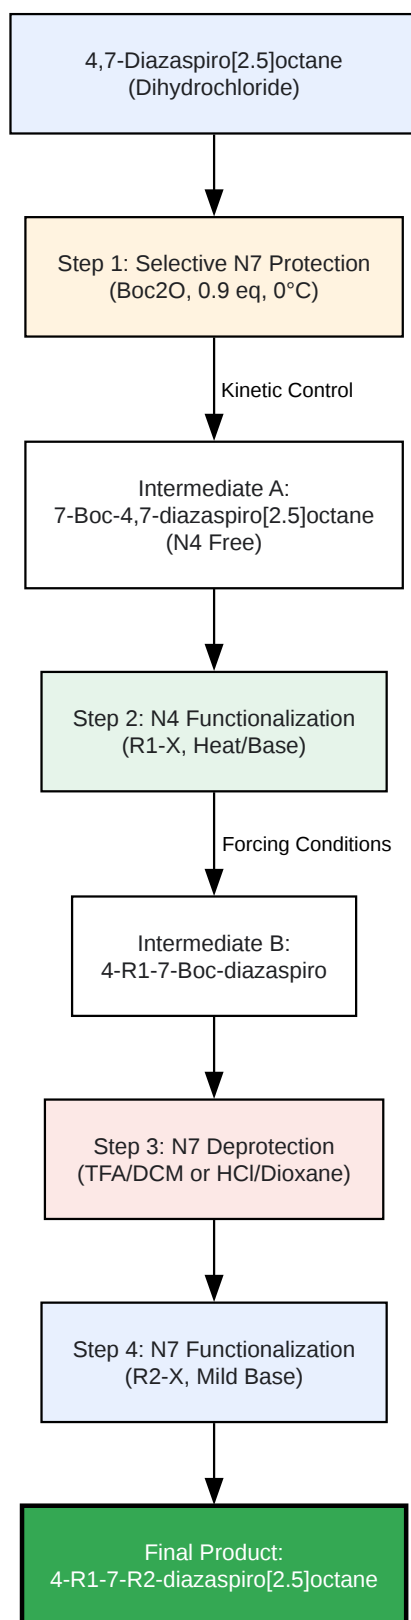 4,7-Diazaspiro[2.5]octane
(Dihydrochloride)
Step 1: Selective N7 Protection
(Boc2O, 0.9 eq, 0°C)
Kinetic Control
Intermediate A:
7-Boc-4,7-diazaspiro[2.5]octane
(N4 Free)
Step 2: N4 Functionalization
(R1-X, Heat/Base)
Forcing Conditions
Intermediate B:
4-R1-7-Boc-diazaspiro
Step 3: N7 Deprotection
(TFA/DCM or HCl/Dioxane)
Step 4: N7 Functionalization
(R2-X, Mild Base)
Final Product:
4-R1-7-R2-diazaspiro[2.5]octane